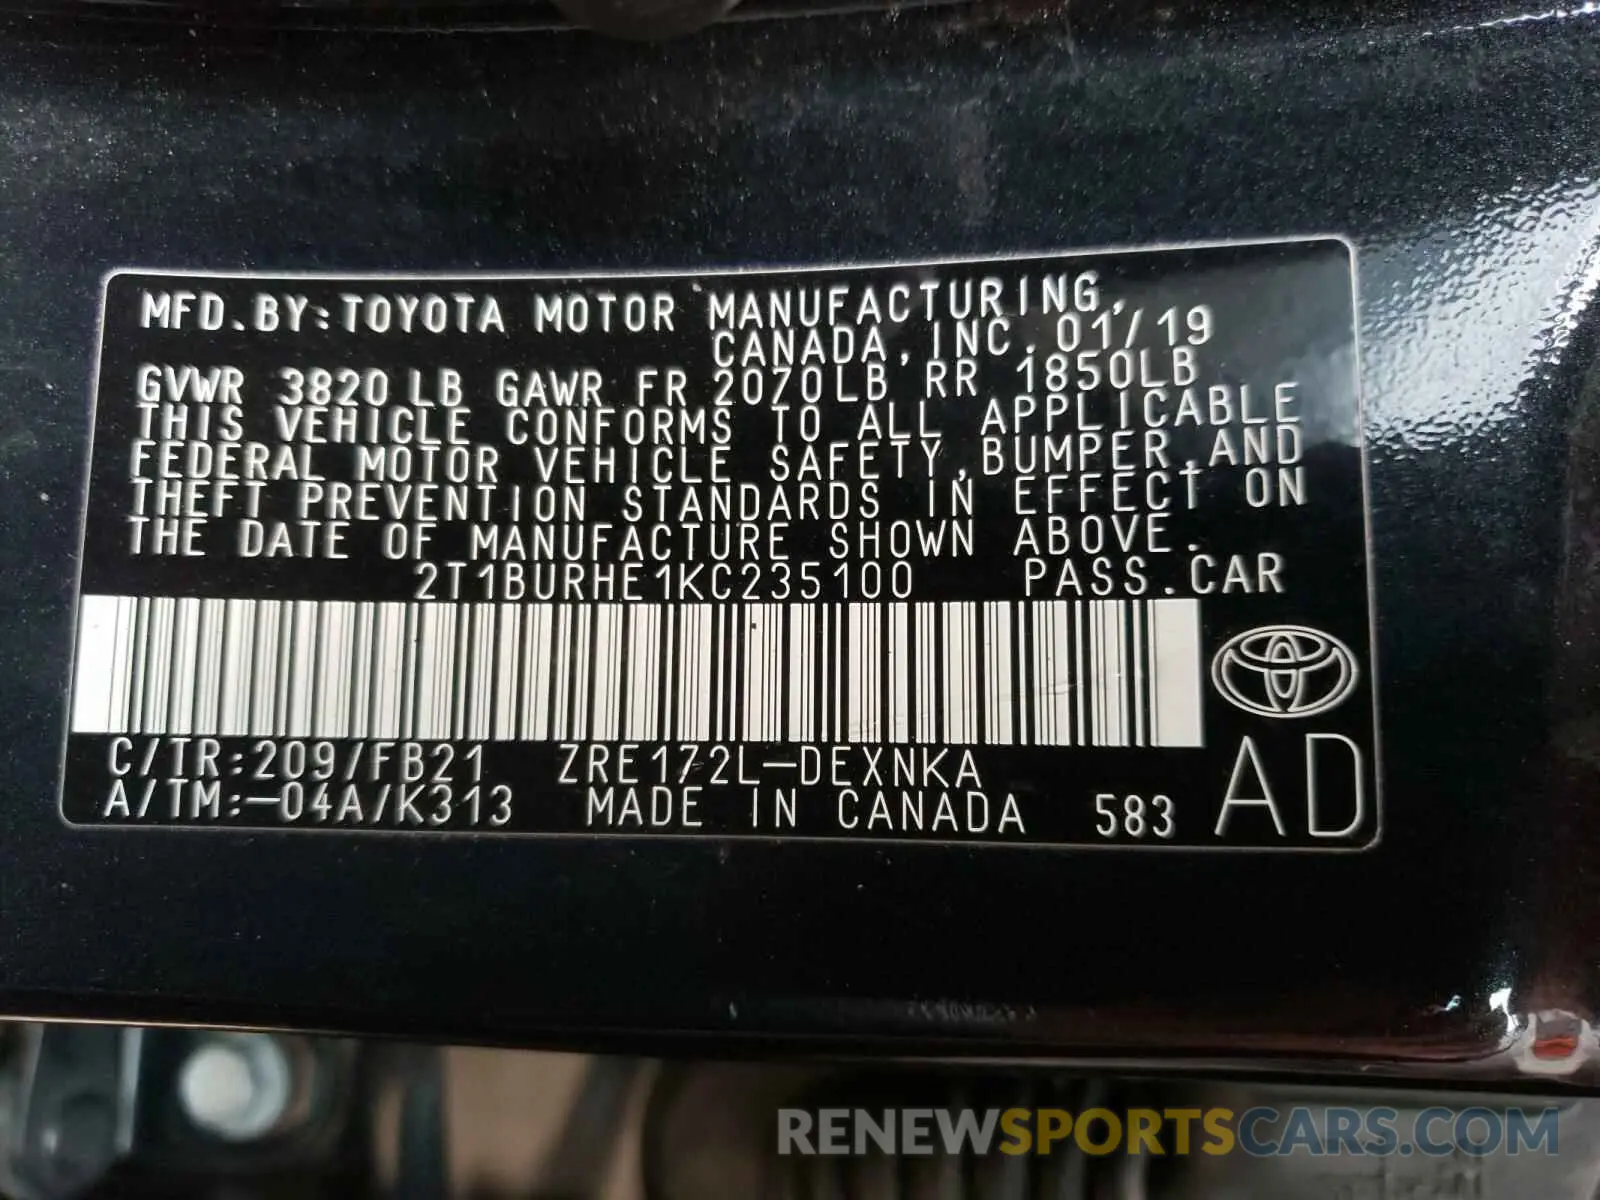 MFD.BY:TOYOTA MOTOR MANUFACTURING,
CANADA,INC.01/19
GVWR 3820LB GAWR FR 2070LB RR 1850LB
THIS VEHICLE CONFORMS TO ALL APPLICABLE
FEDERAL MOTOR VEHICLE SAFETY,BUMPER,AND
THEFT PREVENTION STANDARDS IN EFFECT ON
THE DATE OF MANUFACTURE SHOWN ABOVE.
2T1BURHE1KC235100 PASS.CAR
C/TR:209/FB21 ZRE172L-DEXNKA
A/TM:-04A/K313 MADE IN CANADA 583
AD
RENEWSPORTSCARS.COM